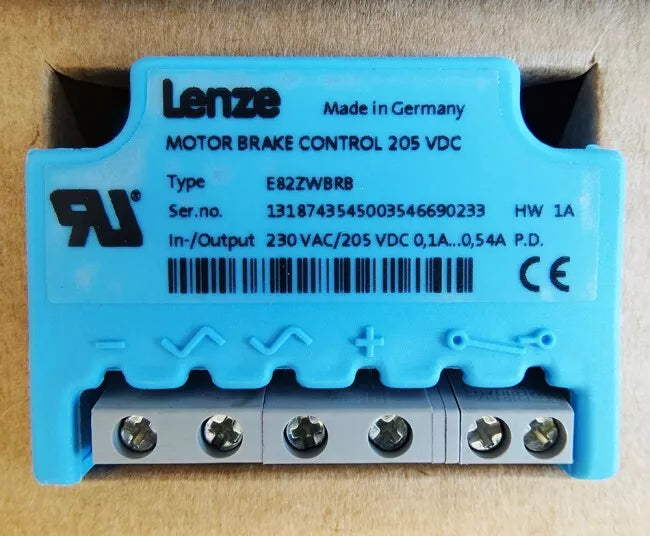 Lenze
Made in Germany
MOTOR BRAKE CONTROL 205 VDC
Type E82ZWBRB
Ser.no. 1318743545003546690233 HW 1A
In-/Output 230 VAC/205 VDC 0,1A...0,54A P.D.
RU®
CE
- +